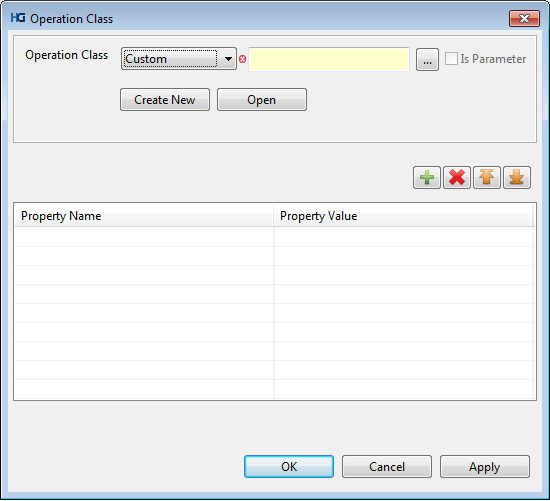 HG Operation Class
Operation Class Custom ... Is Parameter
Create New Open
Property Name Property Value
OK Cancel Apply